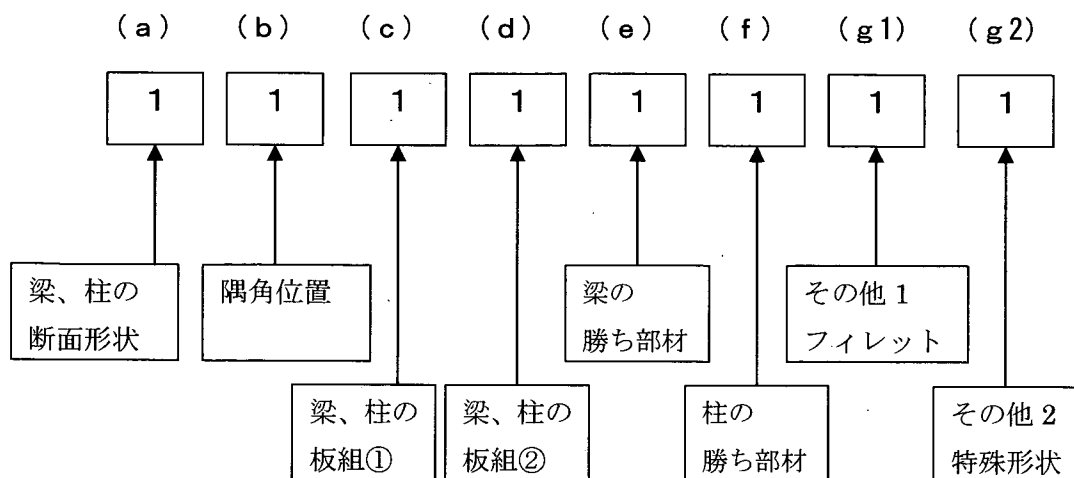 (a) (b) (c) (d) (e) (f) (g1) (g2)
1 1 1 1 1 1 1 1
梁、柱の
断面形状
隅角位置
梁の
勝ち部材
その他1
フィレット
梁、柱の
板組①
梁、柱の
板組②
柱の
勝ち部材
その他2
特殊形状